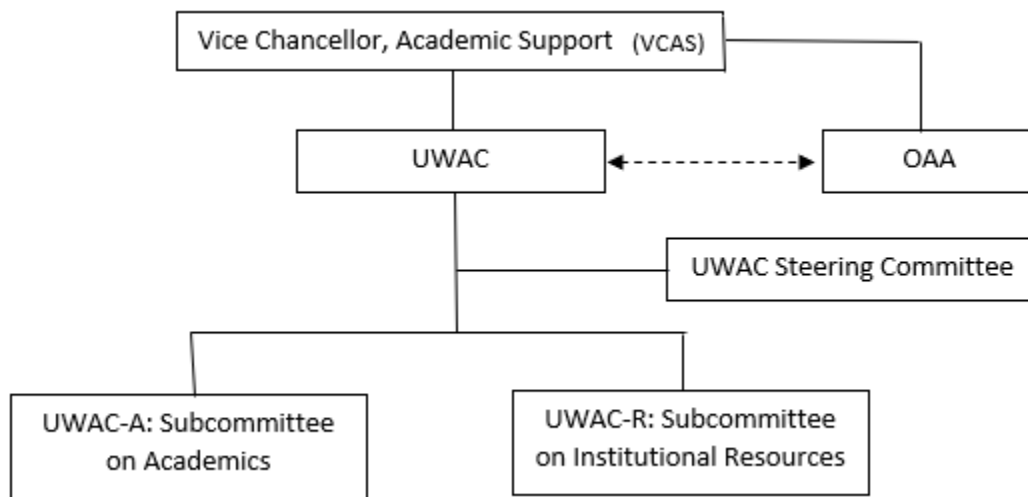 Vice Chancellor, Academic Support (VCAS)
UWAC
OAA
UWAC Steering Committee
UWAC-A: Subcommittee
on Academics
UWAC-R: Subcommittee
on Institutional Resources